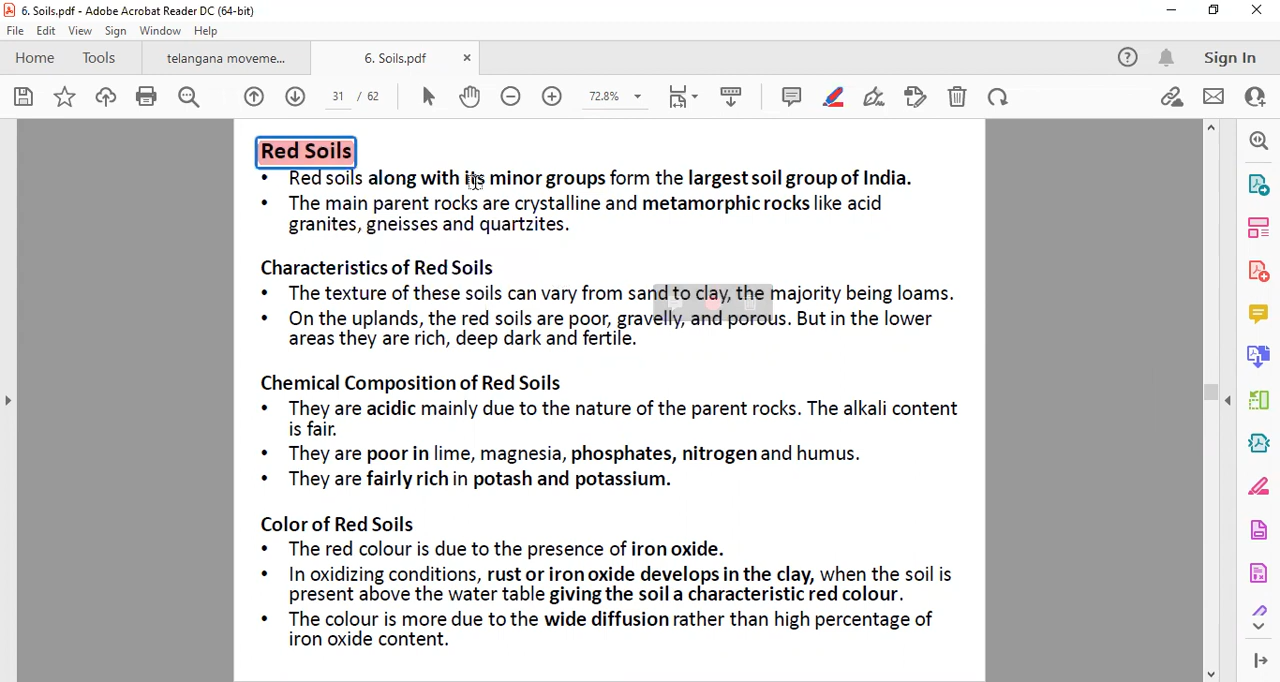 6. Soils.pdf - Adobe Acrobat Reader DC (64-bit)
File Edit View Sign Window Help
Home Tools telangana moveme... 6. Soils.pdf × Sign In
31 / 62 72.8%
Red Soils
• Red soils along with its minor groups form the largest soil group of India.
• The main parent rocks are crystalline and metamorphic rocks like acid
granites, gneisses and quartzites.
Characteristics of Red Soils
• The texture of these soils can vary from sand to clay, the majority being loams.
• On the uplands, the red soils are poor, gravelly, and porous. But in the lower
areas they are rich, deep dark and fertile.
Chemical Composition of Red Soils
• They are acidic mainly due to the nature of the parent rocks. The alkali content
is fair.
• They are poor in lime, magnesia, phosphates, nitrogen and humus.
• They are fairly rich in potash and potassium.
Color of Red Soils
• The red colour is due to the presence of iron oxide.
• In oxidizing conditions, rust or iron oxide develops in the clay, when the soil is
present above the water table giving the soil a characteristic red colour.
• The colour is more due to the wide diffusion rather than high percentage of
iron oxide content.